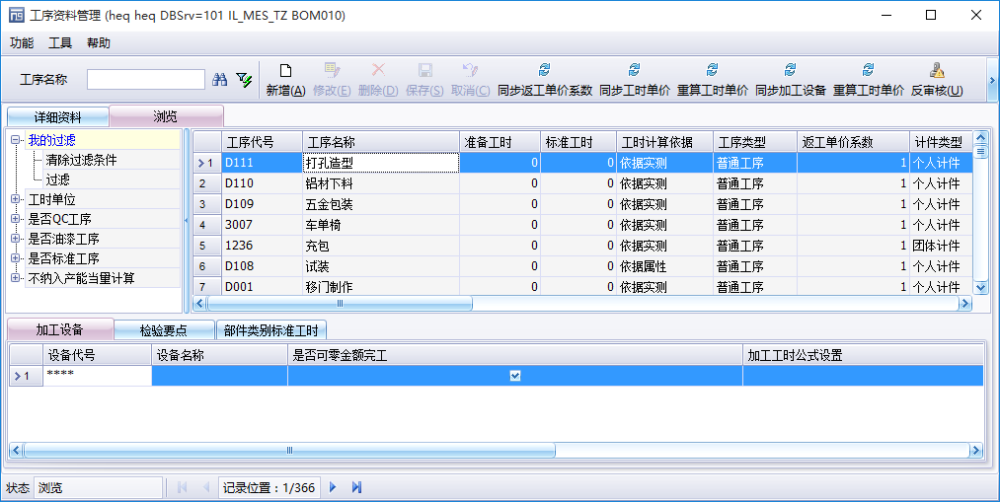 工序资料管理 (heq heq DBSrv=101 IL_MES_TZ BOM010)
功能 工具 帮助
工序名称
新增(A) 修改(E) 删除(D) 保存(S) 取消(C) 同步返工单价系数 同步工时单价 重算工时单价 同步加工设备 重算工时单价 反审核(U)
详细资料 浏览
我的过滤
清除过滤条件
过滤
工时单位
是否QC工序
是否油漆工序
是否标准工序
不纳入产能当量计算
工序代号 工序名称 准备工时 标准工时 工时计算依据 工序类型 返工单价系数 计件类型
1 D111 打孔造型 0 0 依据实测 普通工序 1 个人计件
2 D110 铝材下料 0 0 依据实测 普通工序 1 个人计件
3 D109 五金包装 0 0 依据实测 普通工序 1 个人计件
4 3007 车单椅 0 0 依据实测 普通工序 1 个人计件
5 1236 充包 0 0 依据实测 普通工序 1 团体计件
6 D108 试装 0 0 依据属性 普通工序 1 个人计件
7 D001 移门制作 0 0 依据实测 普通工序 1 个人计件
加工设备 检验要点 部件类别标准工时
设备代号 设备名称 是否可零金额完工 加工工时公式设置
1 ****
状态 浏览 记录位置：1/366